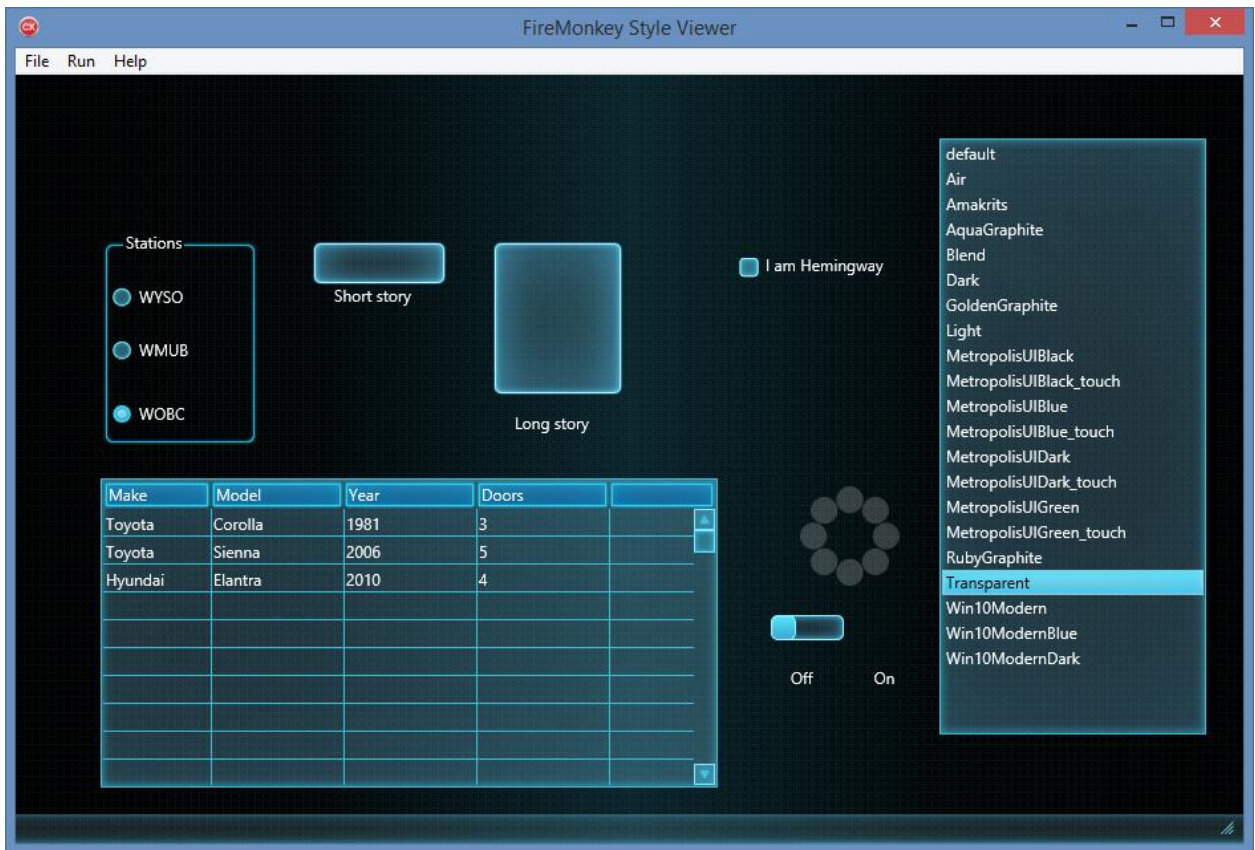 FireMonkey Style Viewer
File Run Help
Stations
WYSO
WMUB
WOBC
Short story
Long story
I am Hemingway
Make Model Year Doors
Toyota Corolla 1981 3
Toyota Sienna 2006 5
Hyundai Elantra 2010 4
Off On
default
Air
Amakrits
AquaGraphite
Blend
Dark
GoldenGraphite
Light
MetropolisUIBlack
MetropolisUIBlack_touch
MetropolisUIBlue
MetropolisUIBlue_touch
MetropolisUIDark
MetropolisUIDark_touch
MetropolisUIGreen
MetropolisUIGreen_touch
RubyGraphite
Transparent
Win10Modern
Win10ModernBlue
Win10ModernDark